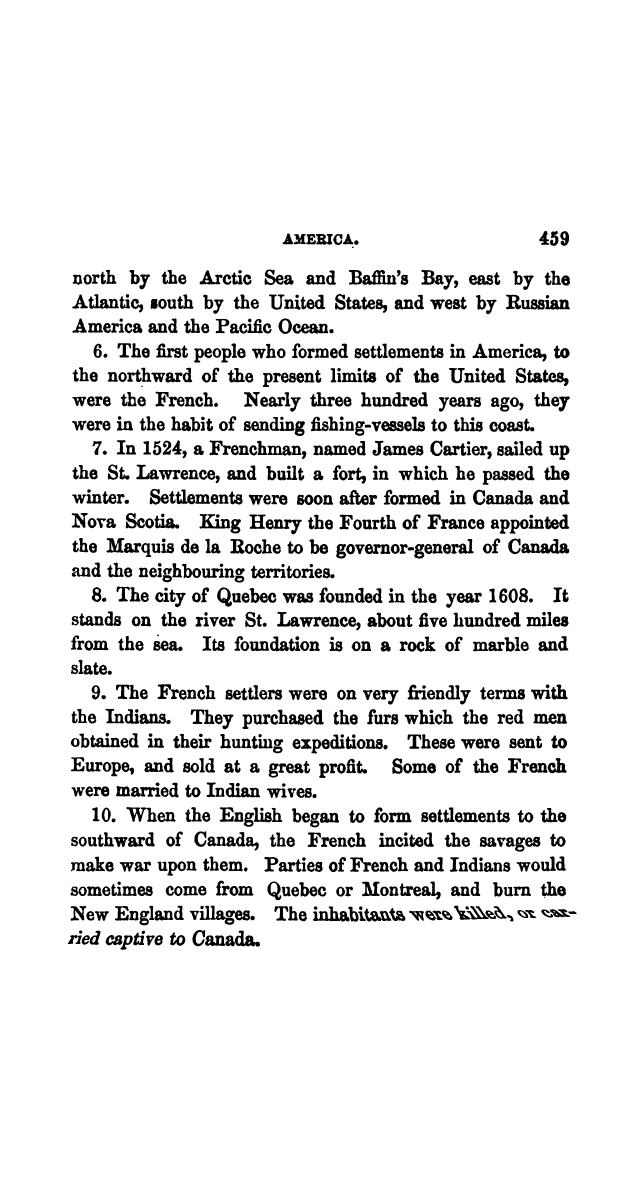 AMERICA. 459
north by the Arctic Sea and Baffin's Bay, east by the
Atlantic, south by the United States, and west by Russian
America and the Pacific Ocean.
6. The first people who formed settlements in America, to
the northward of the present limits of the United States,
were the French. Nearly three hundred years ago, they
were in the habit of sending fishing-vessels to this coast.
7. In 1524, a Frenchman, named James Cartier, sailed up
the St. Lawrence, and built a fort, in which he passed the
winter. Settlements were soon after formed in Canada and
Nova Scotia. King Henry the Fourth of France appointed
the Marquis de la Roche to be governor-general of Canada
and the neighbouring territories.
8. The city of Quebec was founded in the year 1608. It
stands on the river St. Lawrence, about five hundred miles
from the sea. Its foundation is on a rock of marble and
slate.
9. The French settlers were on very friendly terms with
the Indians. They purchased the furs which the red men
obtained in their hunting expeditions. These were sent to
Europe, and sold at a great profit. Some of the French
were married to Indian wives.
10. When the English began to form settlements to the
southward of Canada, the French incited the savages to
make war upon them. Parties of French and Indians would
sometimes come from Quebec or Montreal, and burn the
New England villages. The inhabitants were killed, or car-
ried captive to Canada.